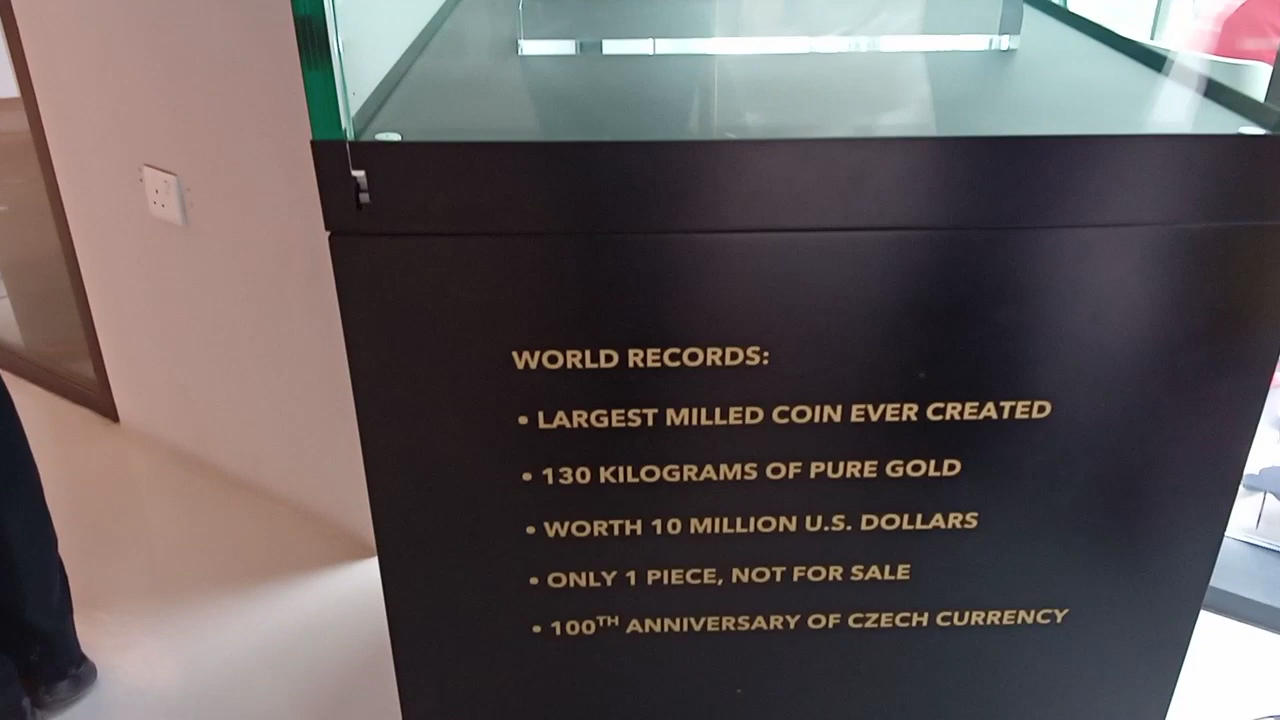 WORLD RECORDS:
• LARGEST MILLED COIN EVER CREATED
• 130 KILOGRAMS OF PURE GOLD
• WORTH 10 MILLION U.S. DOLLARS
• ONLY 1 PIECE, NOT FOR SALE
• 100TH ANNIVERSARY OF CZECH CURRENCY